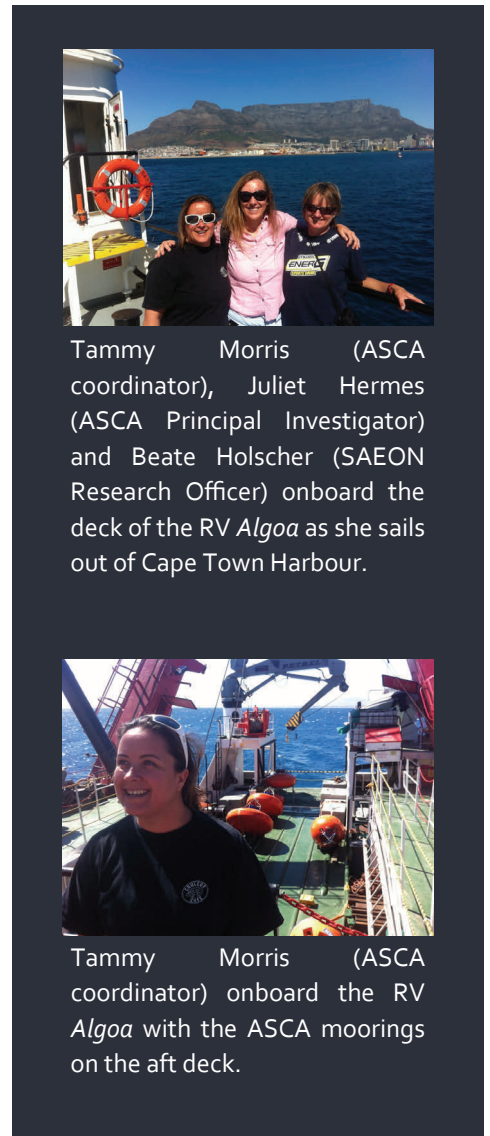 ENERG
Tammy Morris (ASCA
coordinator), Juliet Hermes
(ASCA Principal Investigator)
and Beate Holscher (SAEON
Research Officer) onboard the
deck of the RV Algoa as she sails
out of Cape Town Harbour.
Tammy Morris (ASCA
coordinator) onboard the RV
Algoa with the ASCA moorings
on the aft deck.